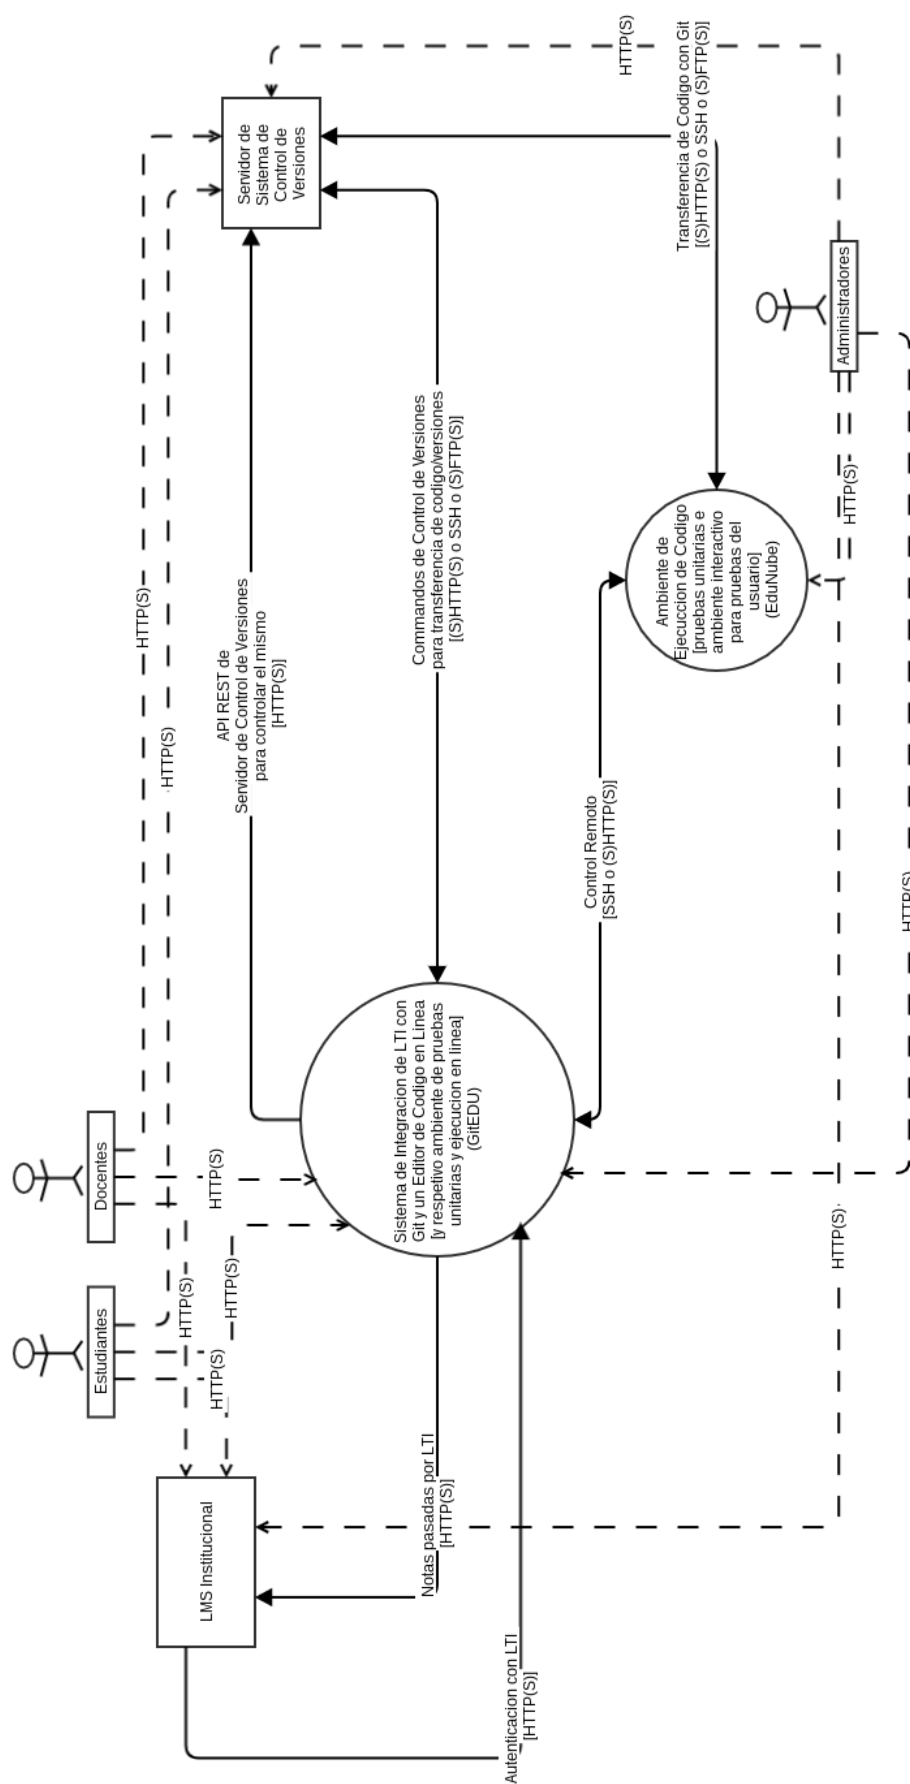 Autenticacion con LTI
[HTTP(S)]
LMS Institucional
Notas pasadas por LTI
[HTTP(S)]
Estudiantes
Docentes
HTTP(S)
HTTP(S)
HTTP(S)
HTTP(S)
Sistema de Integracion de LTI con
Git y un Editor de Codigo en Linea
[y respetivo ambiente de pruebas
unitarias y ejecucion en linea]
(GitEDU)
HTTP(S)
HTTP(S)
API REST de
Servidor de Control de Versiones
para controlar el mismo
[HTTP(S)]
Commandos de Control de Versiones
para transferencia de codigo/versiones
[(S)HTTP(S) o SSH o (S)FTP(S)]
Control Remoto
[SSH o (S)HTTP(S)]
Ambiente de
Ejecuccion de Codigo
[pruebas unitarias e
ambiente interactivo
para pruebas del
usuario]
(EduNube)
Servidor de
Sistema de
Control de
Versiones
Transferencia de Codigo con Git
[(S)HTTP(S) o SSH o (S)FTP(S)]
HTTP(S)
Administradores
HTTP(S)
HTTP(S)
HTTP(S)